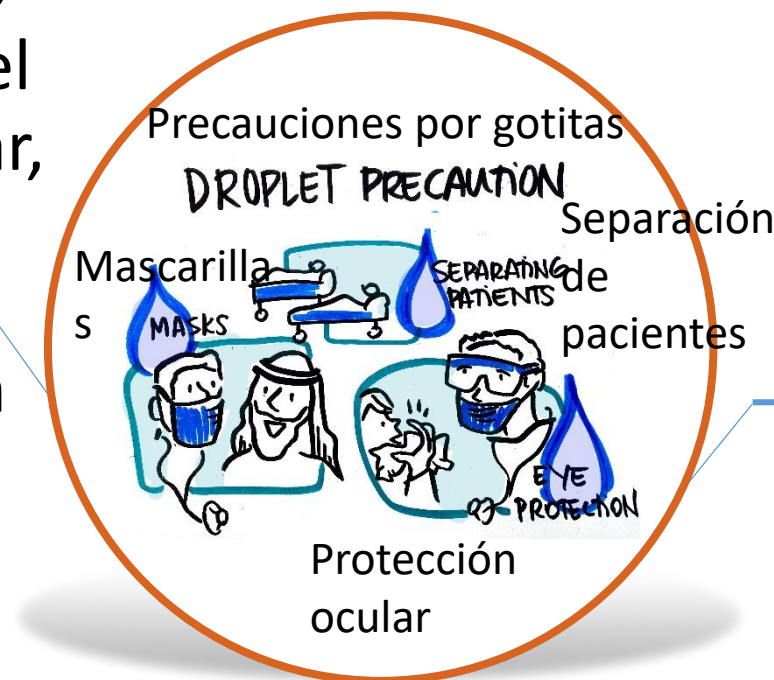 el
ar,
Precauciones por gotitas
DROPLET PRECAUTION
Separación
de
pacientes
Mascarilla
s
MASKS
SEPARATING
PATIENTS
EYE
PROTECTION
Protección
ocular